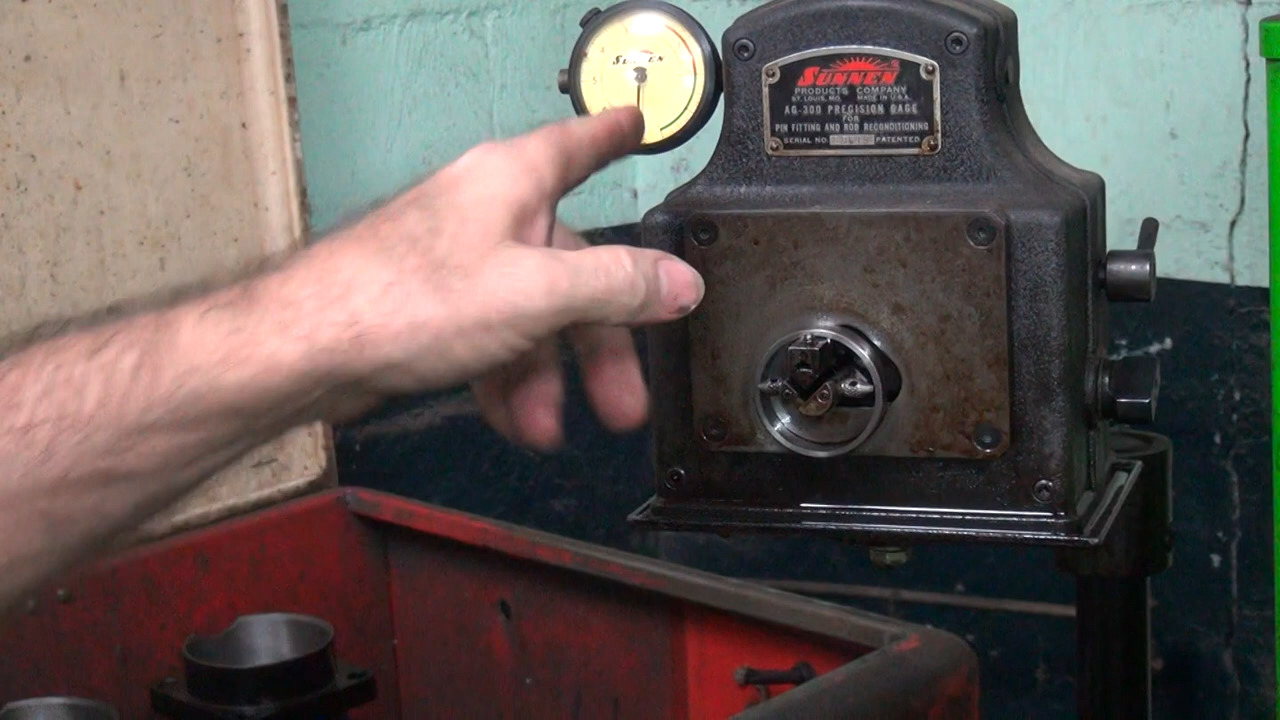 SUNNEN
SUNNEN
PRODUCTS COMPANY
ST. LOUIS, MO. MADE IN U.S.A.
AG-300 PRECISION GAGE
FOR
PIN FITTING AND ROD RECONDITIONING
SERIAL NO PATENTED